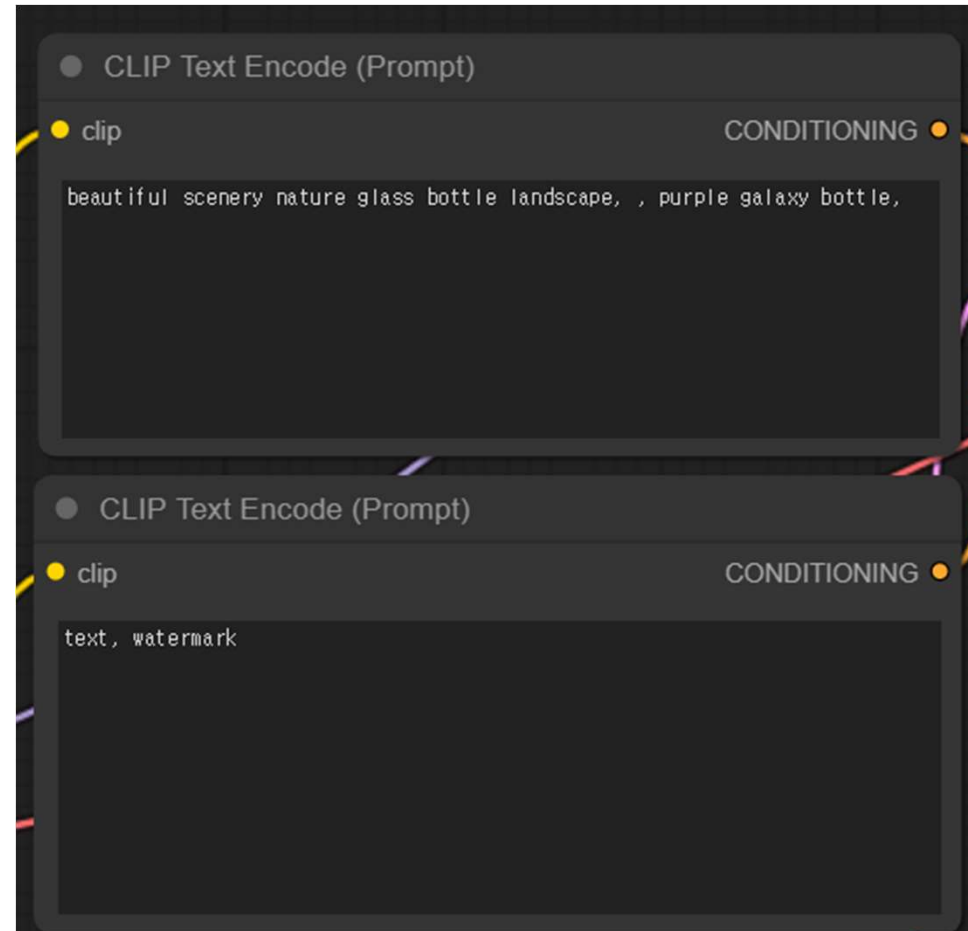 CLIP Text Encode (Prompt)
clip CONDITIONING
beautiful scenery nature glass bottle landscape, , purple galaxy bottle,
CLIP Text Encode (Prompt)
clip CONDITIONING
text, watermark